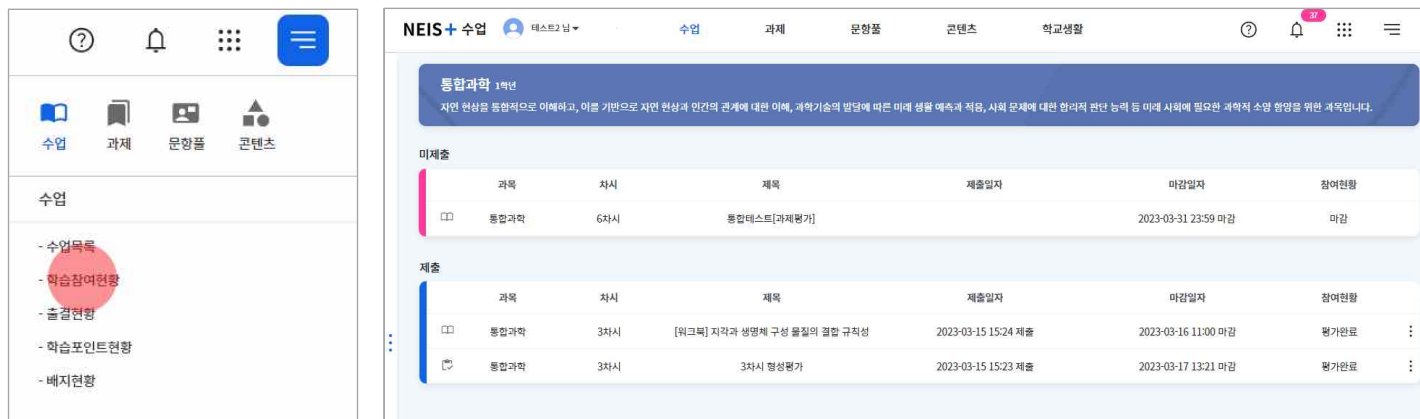 수업 과제 문항풀 콘텐츠
수업
- 수업목록
- 학습참여현황
- 출결현황
- 학습포인트현황
- 배지현황
NEIS+ 수업 테스트2 님 수업 과제 문항풀 콘텐츠 학교생활 37
통합과학 1학년
자연 현상을 통합적으로 이해하고, 이를 기반으로 자연 현상과 인간의 관계에 대한 이해, 과학기술의 발달에 따른 미래 생활 예측과 적응, 사회 문제에 대한 합리적 판단 능력 등 미래 사회에 필요한 과학적 소양 함양을 위한 과목입니다.
미제출
과목 차시 제목 제출일자 마감일자 참여현황
통합과학 6차시 통합테스트[과제평가] 2023-03-31 23:59 마감 마감
제출
과목 차시 제목 제출일자 마감일자 참여현황
통합과학 3차시 [워크북] 지각과 생명체 구성 물질의 결합 규칙성 2023-03-15 15:24 제출 2023-03-16 11:00 마감 평가완료
통합과학 3차시 3차시 형성평가 2023-03-15 15:23 제출 2023-03-17 13:21 마감 평가완료